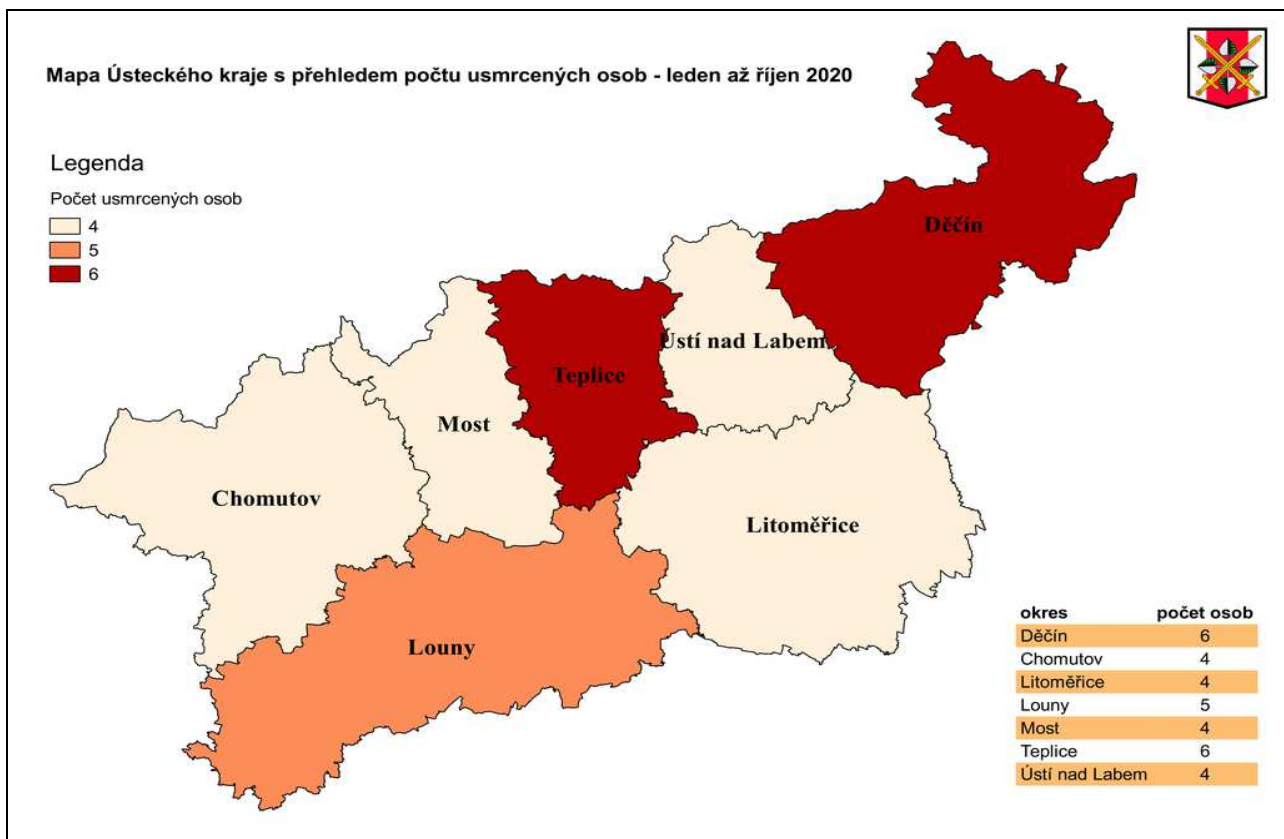 Mapa Ústeckého kraje s přehledem počtu usmrcených osob - leden až říjen 2020
Legenda
Počet usmrcených osob
4
5
6
Děčín
Ústí nad Labem
Teplice
Most
Chomutov
Litoměřice
Louny
okres počet osob
Děčín 6
Chomutov 4
Litoměřice 4
Louny 5
Most 4
Teplice 6
Ústí nad Labem 4